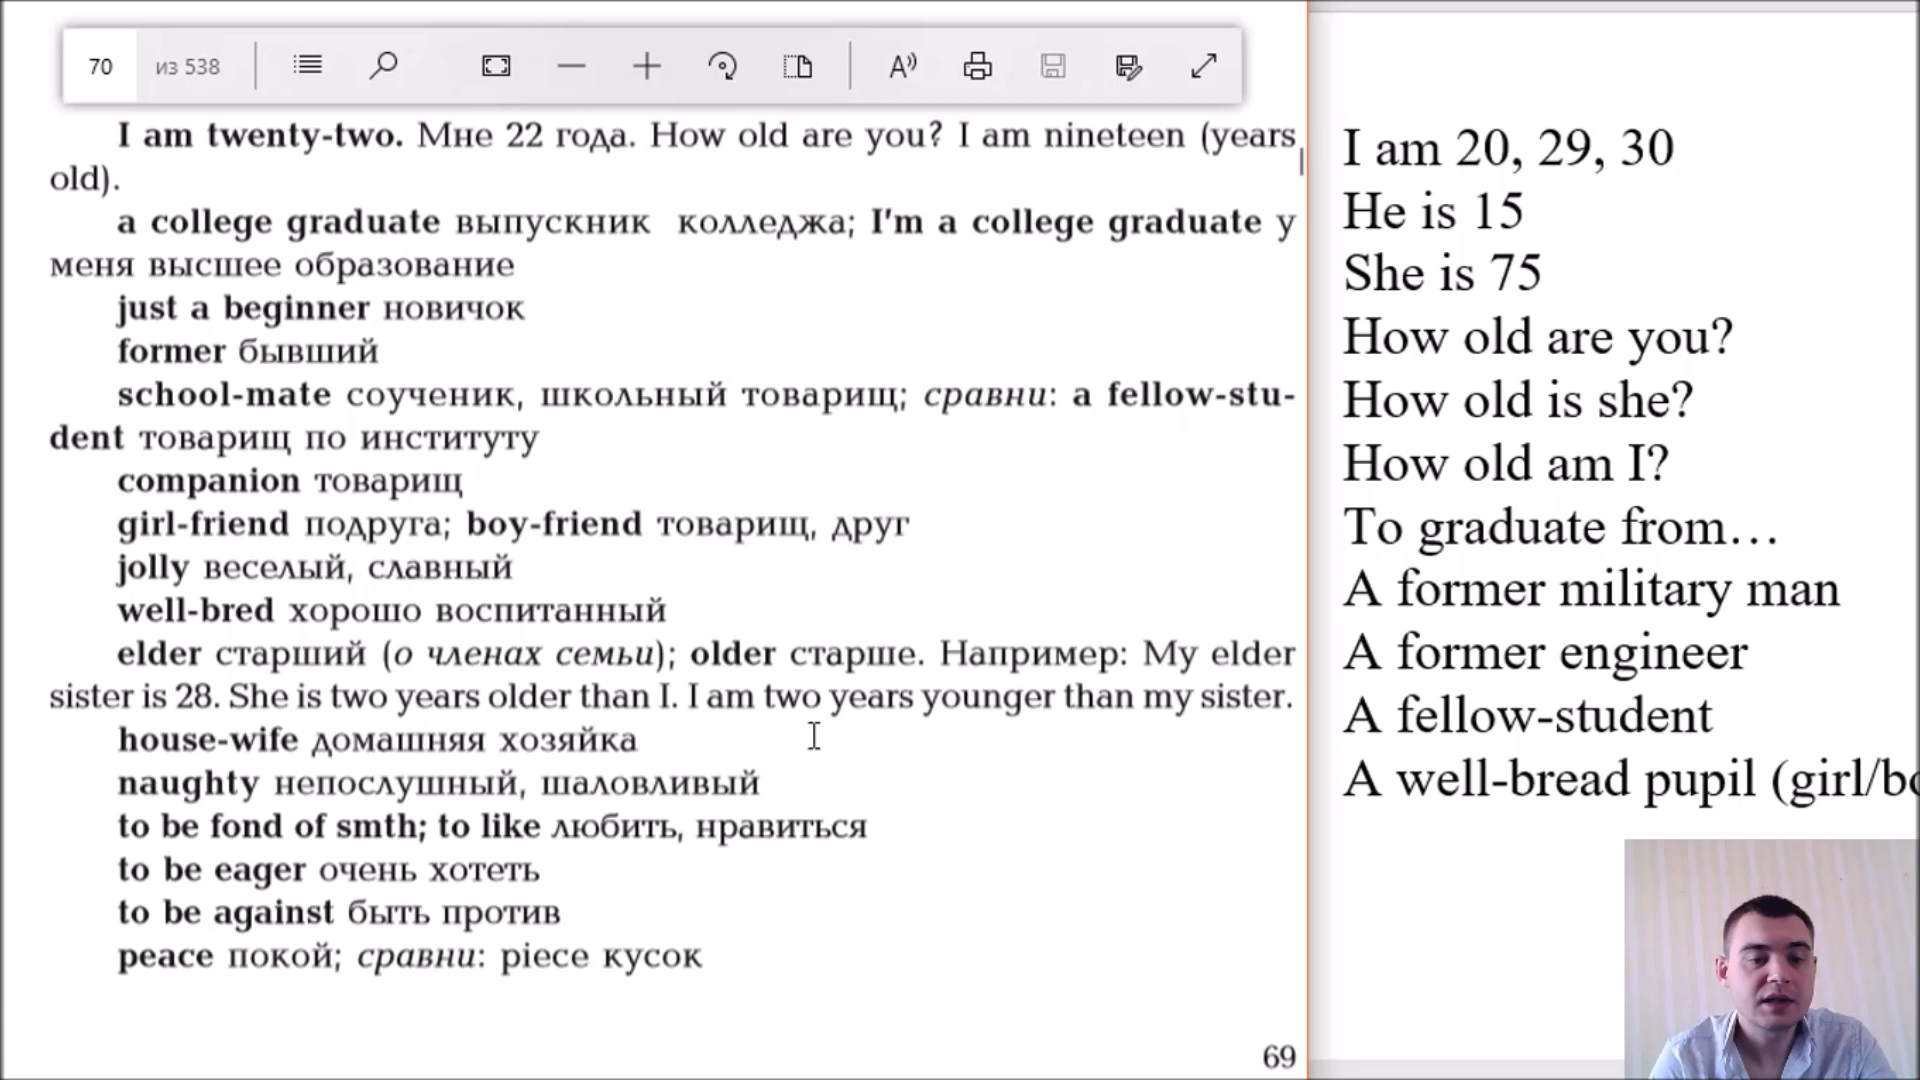 70 из 538
I am twenty-two. Мне 22 года. How old are you? I am nineteen (years
old).
a college graduate выпускник колледжа; I'm a college graduate у
меня высшее образование
just a beginner новичок
former бывший
school-mate соученик, школьный товарищ; сравни: a fellow-stu-
dent товарищ по институту
companion товарищ
girl-friend подруга; boy-friend товарищ, друг
jolly веселый, славный
well-bred хорошо воспитанный
elder старший (о членах семьи); older старше. Например: My elder
sister is 28. She is two years older than I. I am two years younger than my sister.
house-wife домашняя хозяйка
naughty непослушный, шаловливый
to be fond of smth; to like любить, нравиться
to be eager очень хотеть
to be against быть против
peace покой; сравни: piece кусок
69
I am 20, 29, 30
He is 15
She is 75
How old are you?
How old is she?
How old am I?
To graduate from…
A former military man
A former engineer
A fellow-student
A well-bread pupil (girl/bo